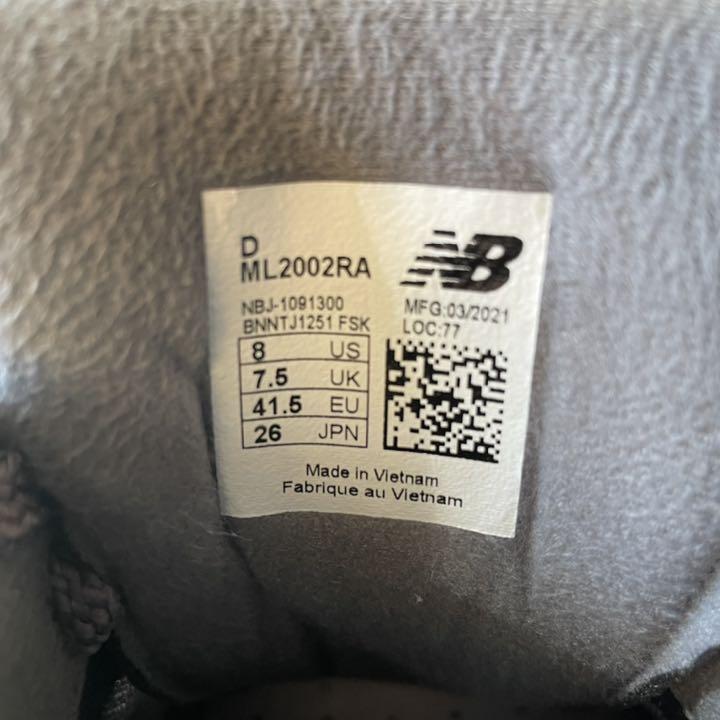 D
ML2002RA
NB
NBJ-1091300
BNNTJ1251 FSK
MFG:03/2021
LOC:77
8 US
7.5 UK
41.5 EU
26 JPN
Made in Vietnam
Fabrique au Vietnam